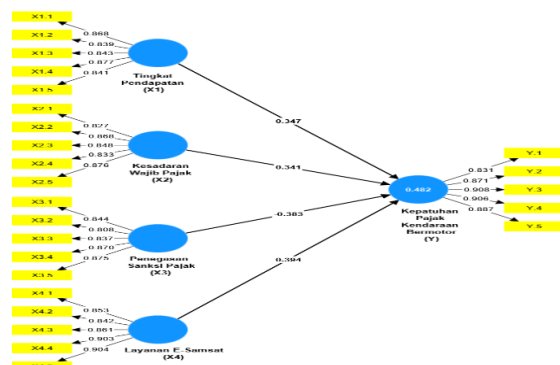 X1.1
X1.2
X1.3
X1.4
X1.5
0.868
0.839
0.843
0.877
0.841
Tingkat
Pendapatan
(X1)
X2.1
X2.2
X2.3
X2.4
X2.5
0.827
0.868
0.848
0.833
0.876
Kesadaran
Wajib Pajak
(X2)
X3.1
X3.2
X3.3
X3.4
X3.5
0.844
0.808
0.837
0.870
0.875
Penegasan
Sanksi Pajak
(X3)
X4.1
X4.2
X4.3
X4.4
0.853
0.842
0.861
0.903
0.904
Layanan E-Samsat
(X4)
0.347
0.341
-0.383
0.394
0.482
Kepatuhan
Pajak
Kendaraan
Bermotor
(Y)
0.831
0.871
0.908
0.906
0.887
Y.1
Y.2
Y.3
Y.4
Y.5